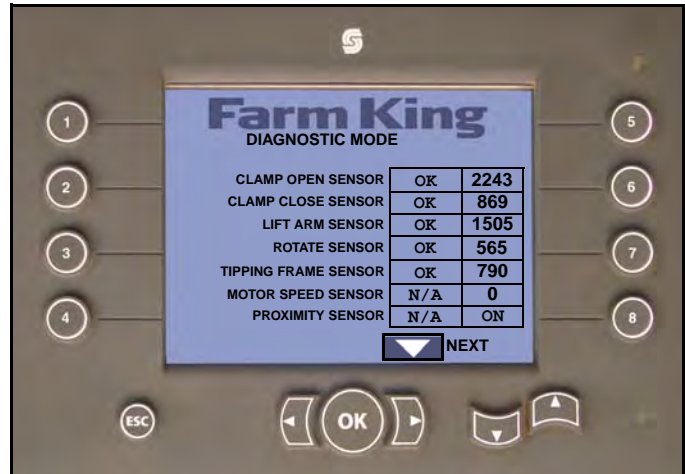 Farm King
DIAGNOSTIC MODE
CLAMP OPEN SENSOR OK 2243
CLAMP CLOSE SENSOR OK 869
LIFT ARM SENSOR OK 1505
ROTATE SENSOR OK 565
TIPPING FRAME SENSOR OK 790
MOTOR SPEED SENSOR N/A 0
PROXIMITY SENSOR N/A ON
NEXT
1
2
3
4
5
6
7
8
ESC
OK